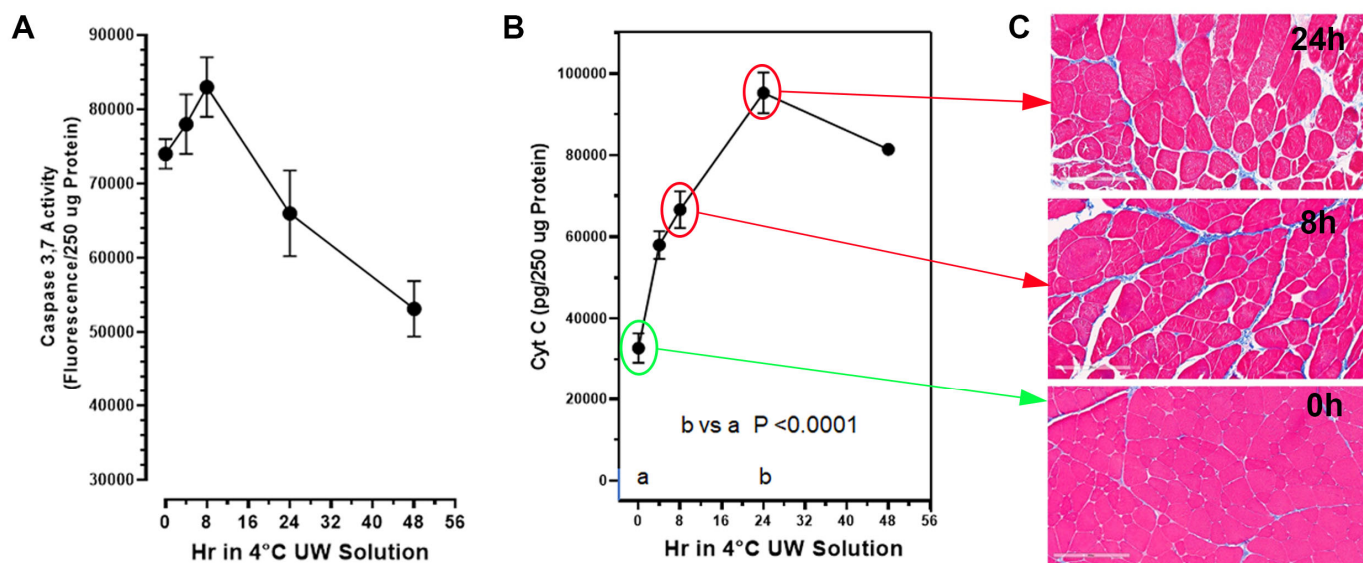 A
Caspase 3,7 Activity
(Fluorescence/250 ug Protein)
90000
80000
70000
60000
50000
40000
30000
0
8
16
24
32
40
48
56
Hr in 4°C UW Solution
B
Cyt C (pg/250 ug Protein)
100000
80000
60000
40000
20000
0
b vs a P <0.0001
a
b
0
8
16
24
32
40
48
56
Hr in 4°C UW Solution
C
24h
8h
0h